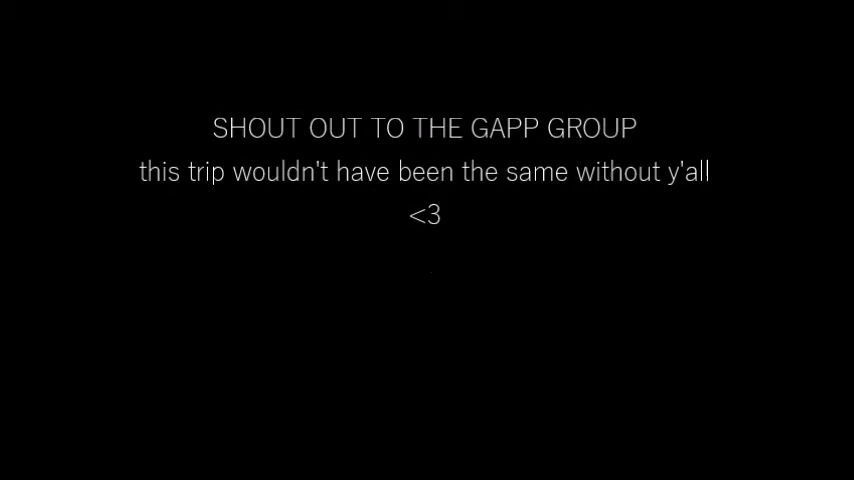 SHOUT OUT TO THE GAPP GROUP
this trip wouldn't have been the same without y'all
<3